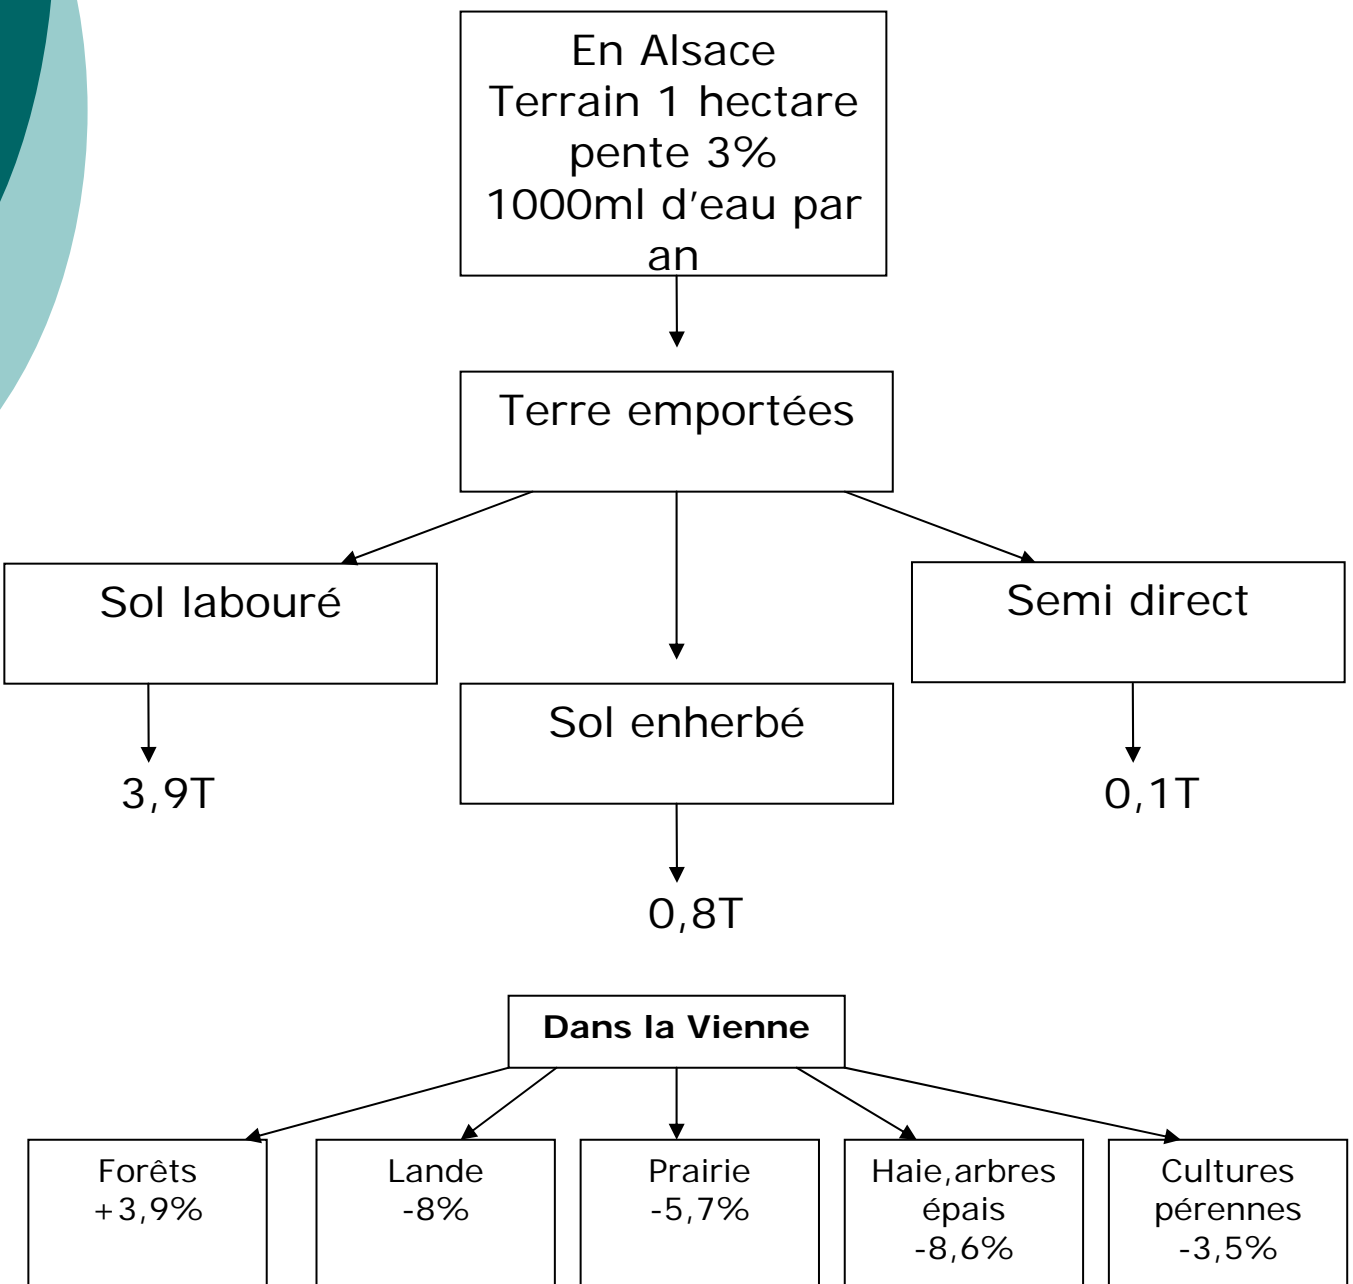 En Alsace
Terrain 1 hectare
pente 3%
1000ml d’eau par
an
Terre emportées
Sol labouré
Semi direct
Sol enherbé
3,9T
0,1T
0,8T
Dans la Vienne
Forêts
+3,9%
Lande
-8%
Prairie
-5,7%
Haie,arbres
épais
-8,6%
Cultures
pérennes
-3,5%